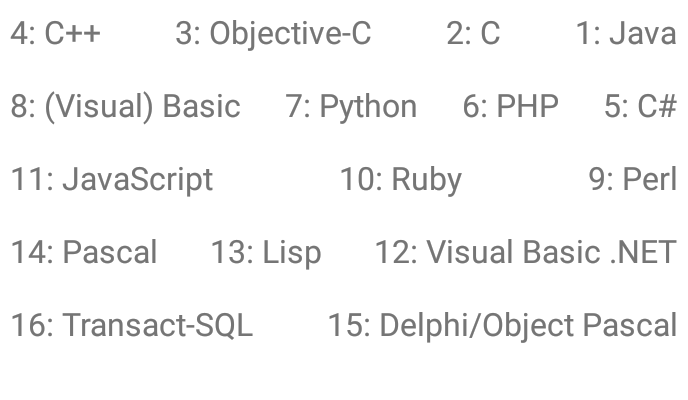 4: C++ 3: Objective-C 2: C 1: Java
8: (Visual) Basic 7: Python 6: PHP 5: C#
11: JavaScript 10: Ruby 9: Perl
14: Pascal 13: Lisp 12: Visual Basic .NET
16: Transact-SQL 15: Delphi/Object Pascal